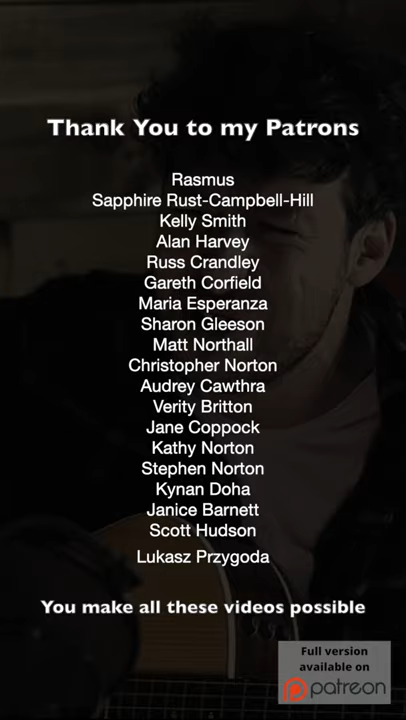 Thank You to my Patrons
Rasmus
Sapphire Rust-Campbell-Hill
Kelly Smith
Alan Harvey
Russ Crandley
Gareth Corfield
Maria Esperanza
Sharon Gleeson
Matt Northall
Christopher Norton
Audrey Cawthra
Verity Britton
Jane Coppock
Kathy Norton
Stephen Norton
Kynan Doha
Janice Barnett
Scott Hudson
Lukasz Przygoda
You make all these videos possible
Full version
available on
patreon